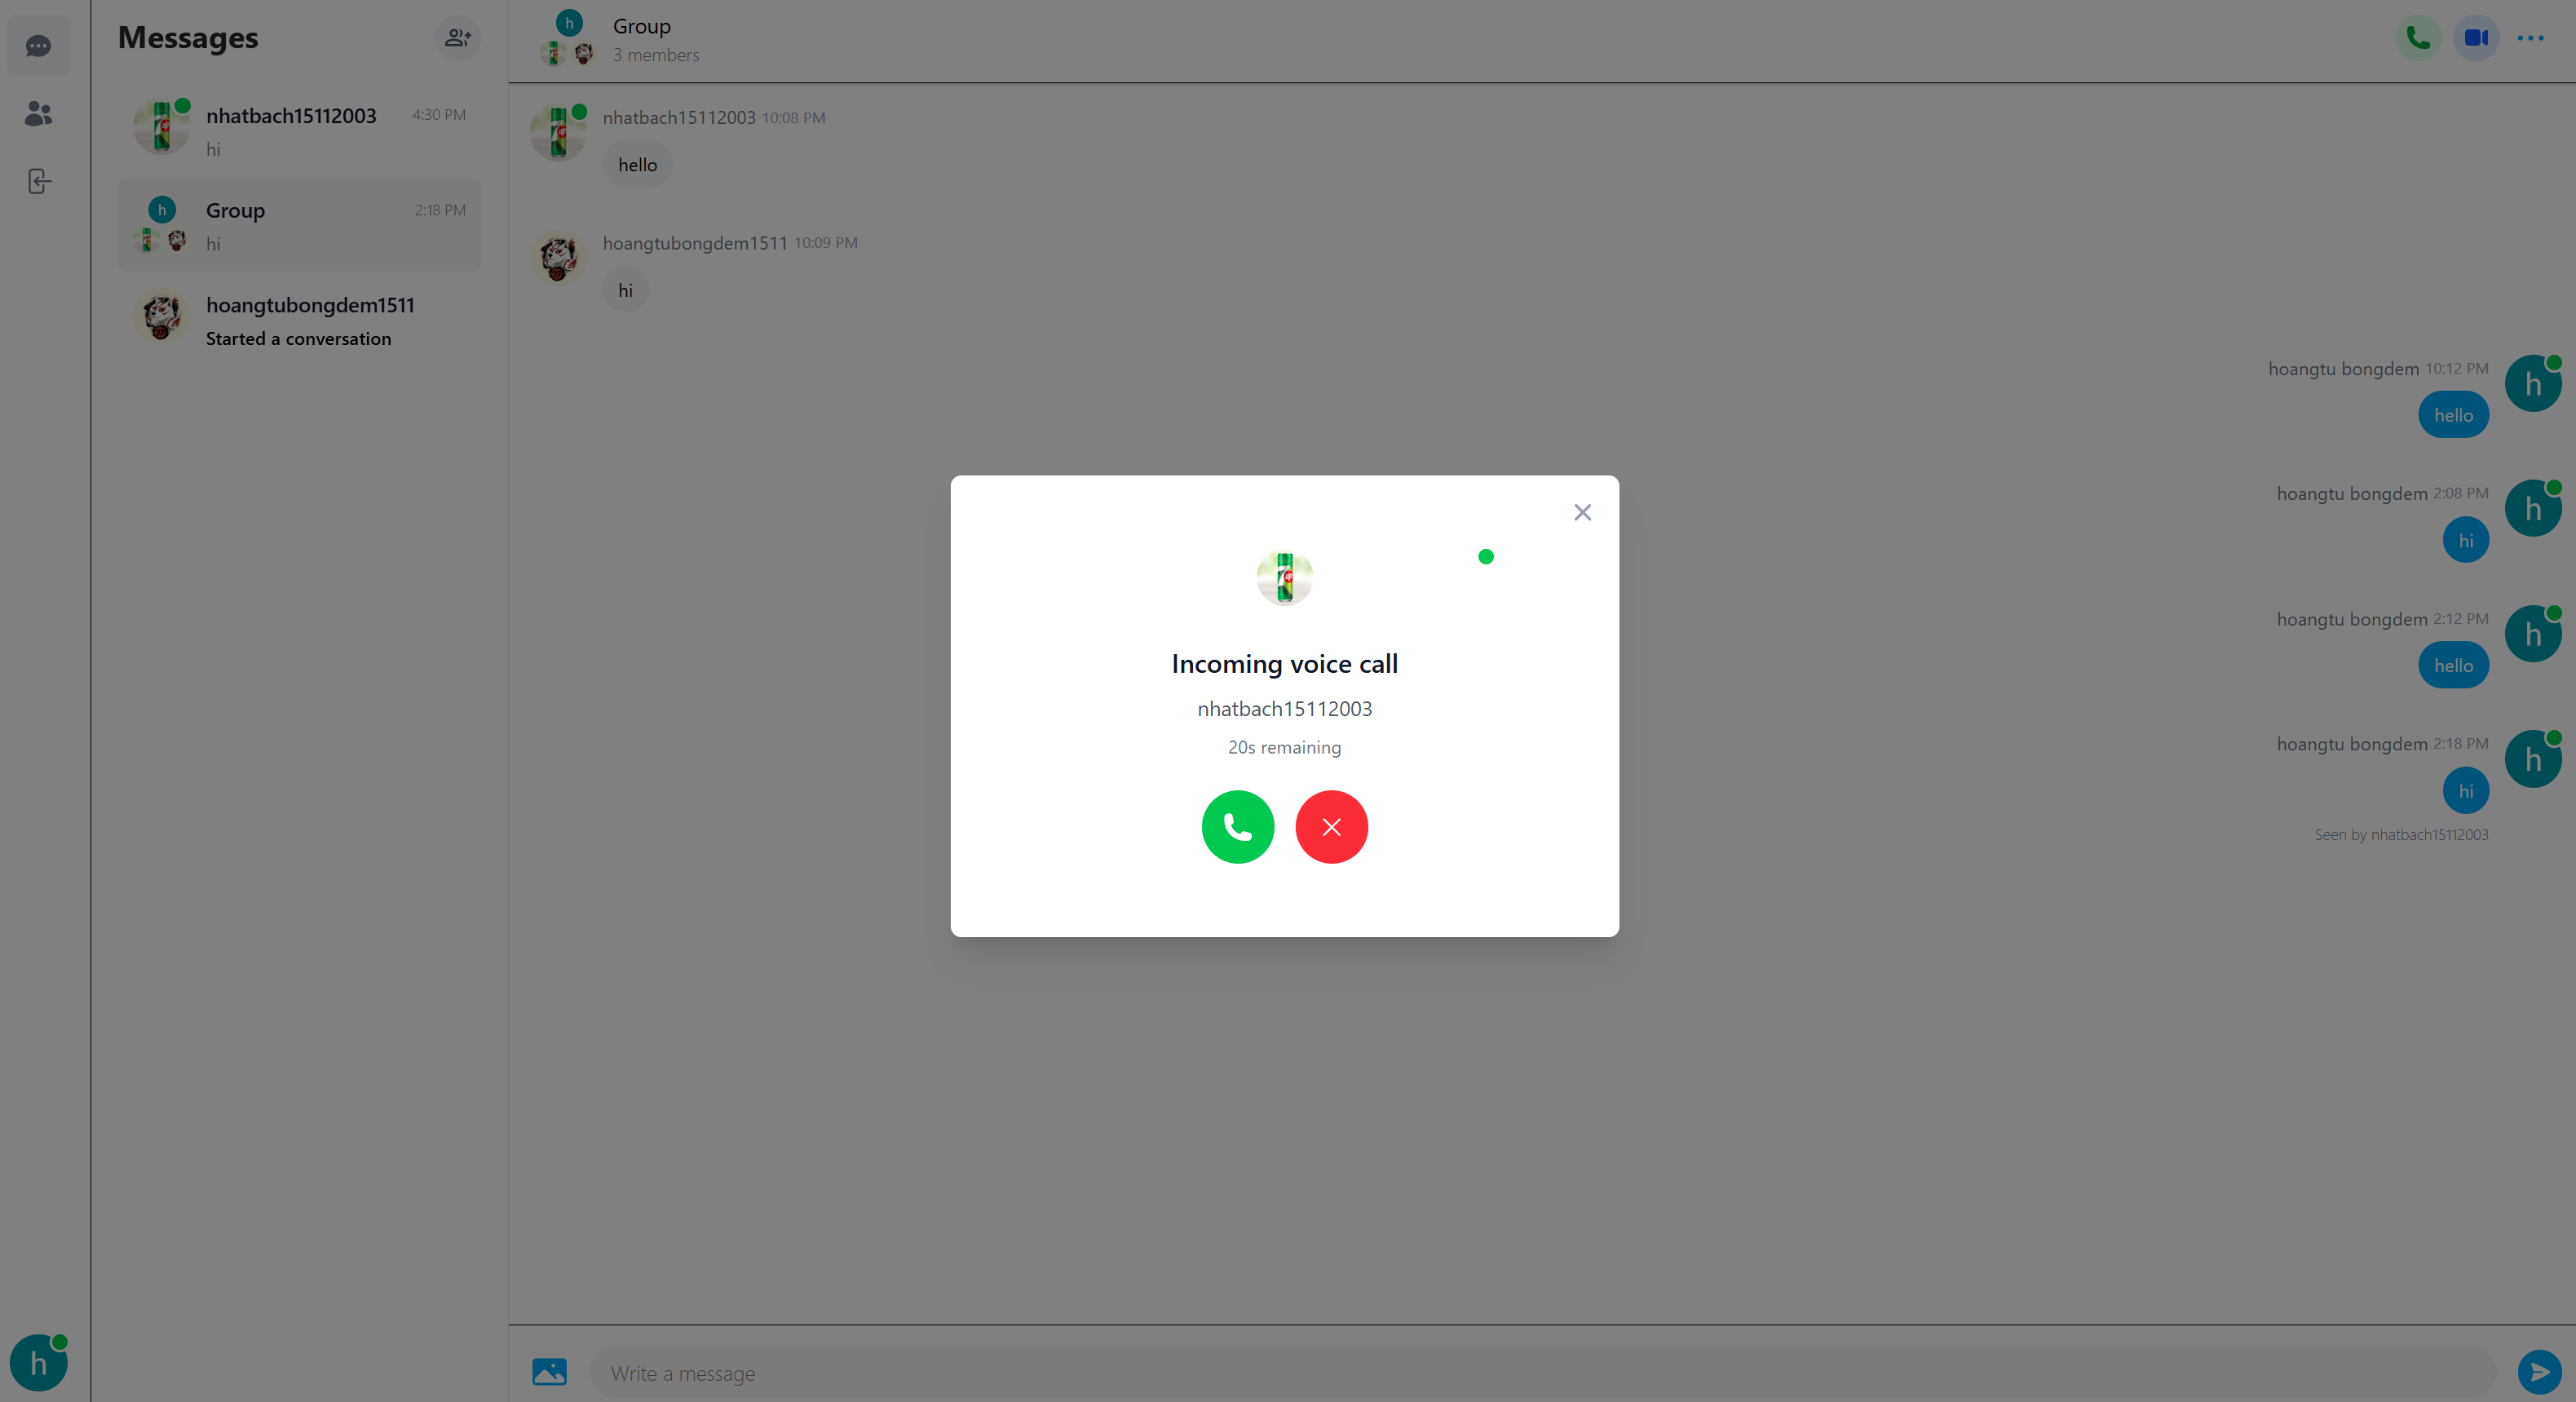 Messages
nhatbach15112003 4:30 PM
hi
h
Group 2:18 PM
hi
hoangtubongdem1511
Started a conversation
h
h
Group
3 members
nhatbach15112003 10:08 PM
hello
hoangtubongdem1511 10:09 PM
hi
hoangtu bongdem 10:12 PM
h
hello
hoangtu bongdem 2:08 PM
h
hi
hoangtu bongdem 2:12 PM
h
hello
hoangtu bongdem 2:18 PM
h
hi
Seen by nhatbach15112003
Incoming voice call
nhatbach15112003
20s remaining
Write a message